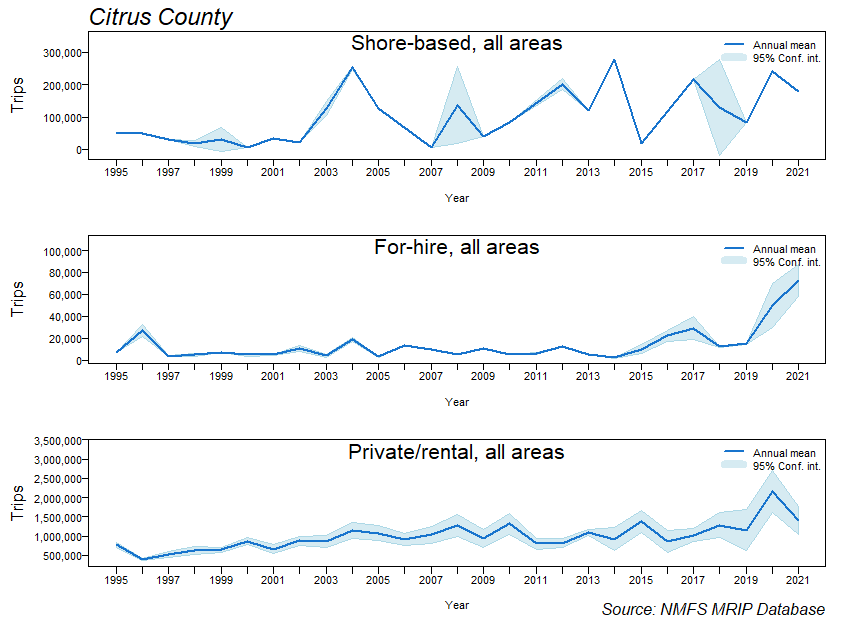 Citrus County
Shore-based, all areas
Annual mean
95% Conf. int.
Trips
300,000
200,000
100,000
0
1995 1997 1999 2001 2003 2005 2007 2009 2011 2013 2015 2017 2019 2021
Year
For-hire, all areas
Annual mean
95% Conf. int.
Trips
100,000
80,000
60,000
40,000
20,000
0
1995 1997 1999 2001 2003 2005 2007 2009 2011 2013 2015 2017 2019 2021
Year
Private/rental, all areas
Annual mean
95% Conf. int.
Trips
3,500,000
3,000,000
2,500,000
2,000,000
1,500,000
1,000,000
500,000
1995 1997 1999 2001 2003 2005 2007 2009 2011 2013 2015 2017 2019 2021
Year
Source: NMFS MRIP Database